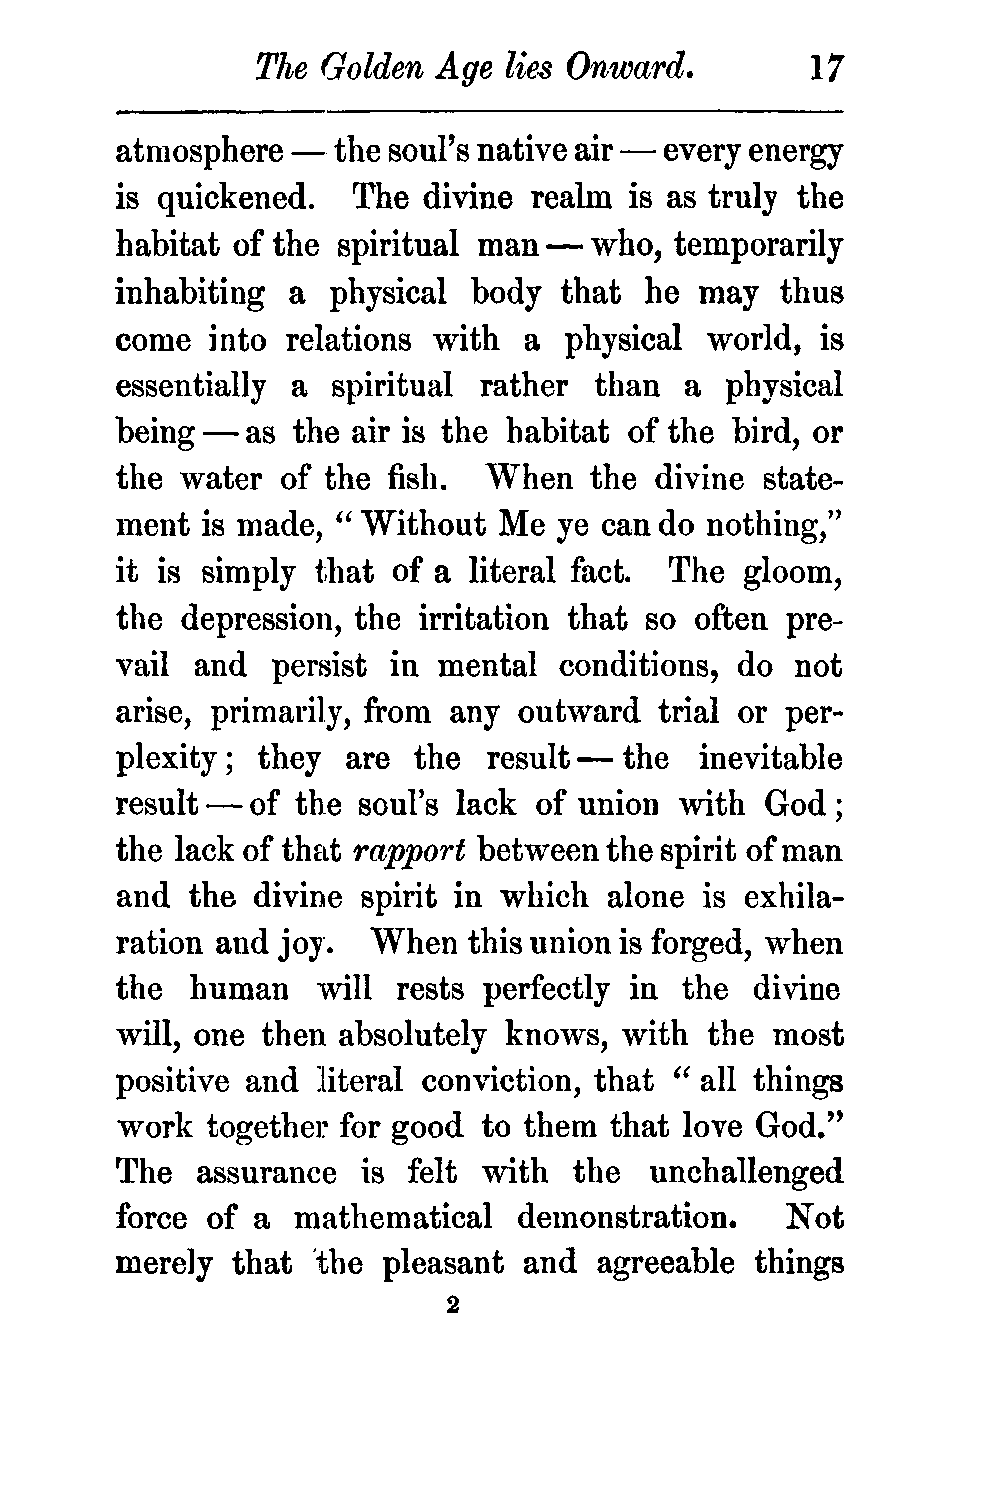 The Golden Age lies Onward. 17
atmosphere — the soul's native air — every energy
is quickened. The divine realm is as truly the
habitat of the spiritual man — who, temporarily
inhabiting a physical body that he may thus
come into relations with a physical world, is
essentially a spiritual rather than a physical
being — as the air is the habitat of the bird, or
the water of the fish. When the divine state-
ment is made, “ Without Me ye can do nothing,”
it is simply that of a literal fact. The gloom,
the depression, the irritation that so often pre-
vail and persist in mental conditions, do not
arise, primarily, from any outward trial or per-
plexity ; they are the result — the inevitable
result — of the soul's lack of union with God ;
the lack of that rapport between the spirit of man
and the divine spirit in which alone is exhila-
ration and joy. When this union is forged, when
the human will rests perfectly in the divine
will, one then absolutely knows, with the most
positive and literal conviction, that “ all things
work together for good to them that love God.”
The assurance is felt with the unchallenged
force of a mathematical demonstration. Not
merely that the pleasant and agreeable things
2